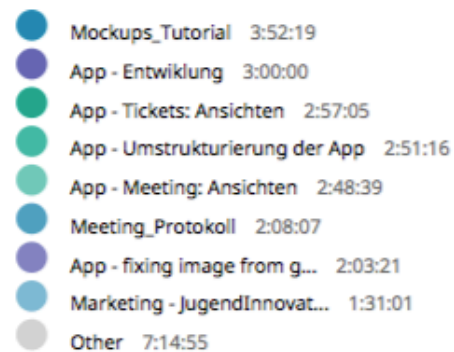 Mockups_Tutorial 3:52:19
App - Entwiklung 3:00:00
App - Tickets: Ansichten 2:57:05
App - Umstrukturierung der App 2:51:16
App - Meeting: Ansichten 2:48:39
Meeting_Protokoll 2:08:07
App - fixing image from g... 2:03:21
Marketing - JugendInnovat... 1:31:01
Other 7:14:55